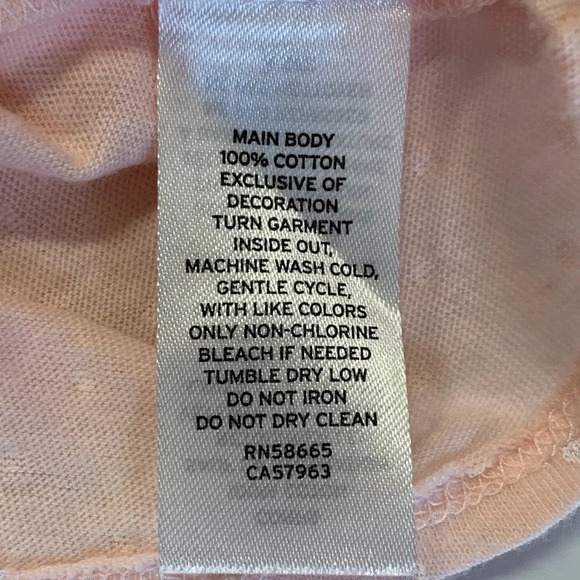 MAIN BODY
100% COTTON
EXCLUSIVE OF
DECORATION
TURN GARMENT
INSIDE OUT,
MACHINE WASH COLD,
GENTLE CYCLE,
WITH LIKE COLORS
ONLY NON-CHLORINE
BLEACH IF NEEDED
TUMBLE DRY LOW
DO NOT IRON
DO NOT DRY CLEAN
RN58665
CA57963